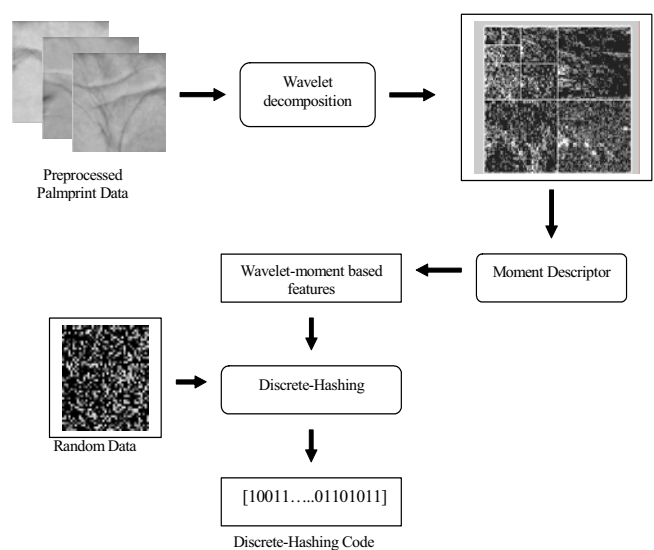 Wavelet
decomposition
Preprocessed
Palmprint Data
Wavelet-moment based
features
Moment Descriptor
Discrete-Hashing
Random Data
[10011…..01101011]
Discrete-Hashing Code